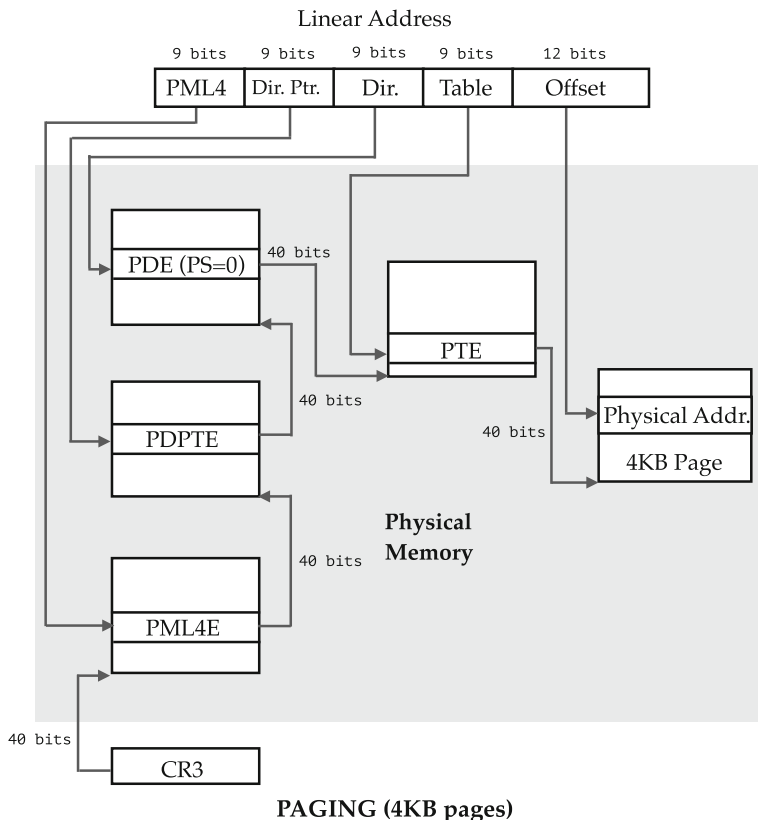 Linear Address
9 bits 9 bits 9 bits 9 bits 12 bits
PML4 Dir. Ptr. Dir. Table Offset
PDE (PS=0)
40 bits
PTE
40 bits
Physical Addr.
40 bits
PDPTE
4KB Page
Physical
Memory
40 bits
PML4E
40 bits
CR3
PAGING (4KB pages)